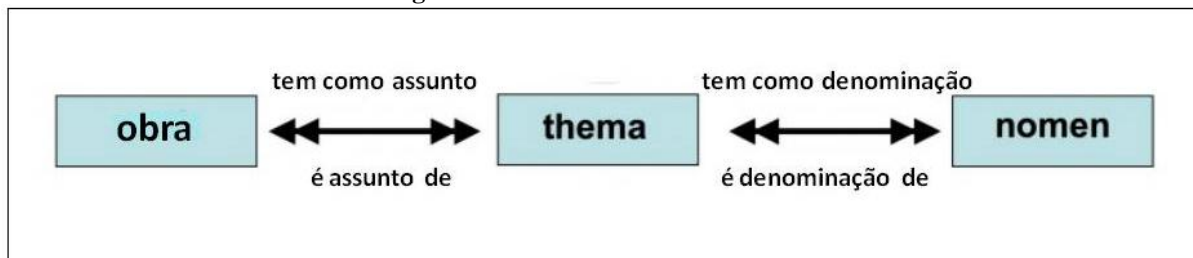 tem como assunto
tem como denominação
obra
thema
nomen
é assunto de
é denominação de